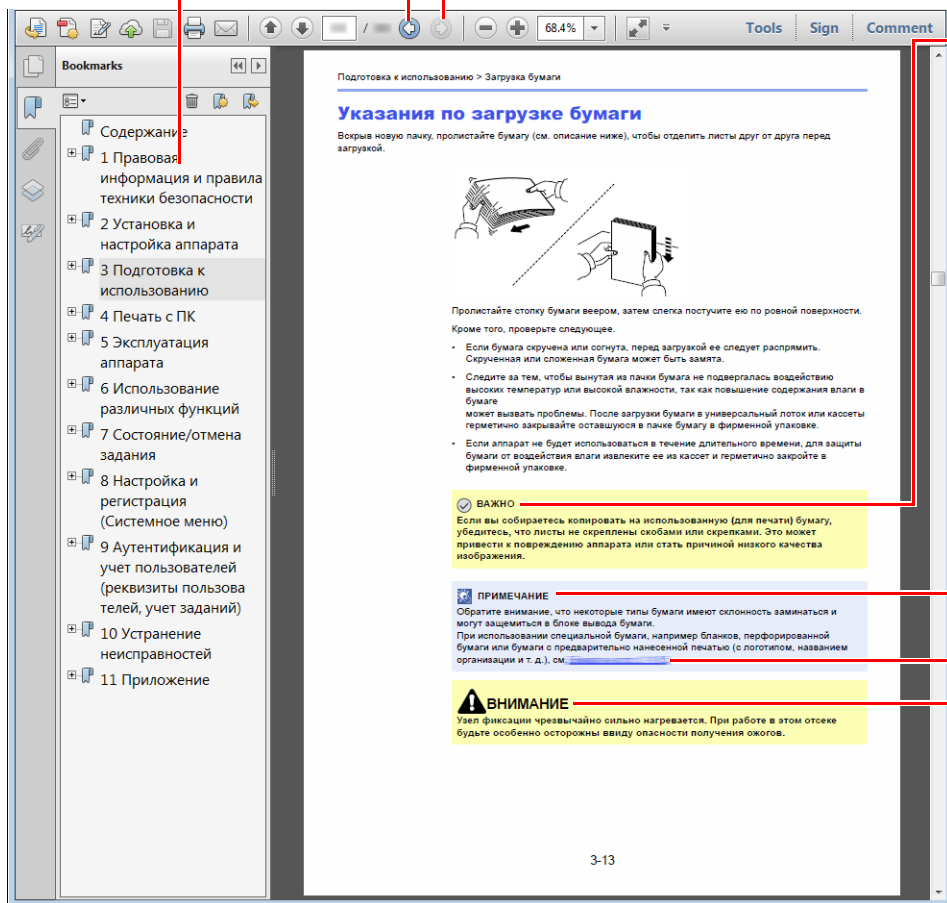 /
68.4%
Tools
Sign
Comment
Bookmarks
Содержание
1 Правовая
информация и правила
техники безопасности
2 Установка и
настройка аппарата
3 Подготовка к
использованию
4 Печать с ПК
5 Эксплуатация
аппарата
6 Использование
различных функций
7 Состояние/отмена
задания
8 Настройка и
регистрация
(Системное меню)
9 Аутентификация и
учет пользователей
(реквизиты пользова
телей, учет заданий)
10 Устранение
неисправностей
11 Приложение
Подготовка к использованию > Загрузка бумаги
Указания по загрузке бумаги
Вскрыв новую пачку, пролистайте бумагу (см. описание ниже), чтобы отделить листы друг от друга перед
загрузкой.
Пролистайте стопку бумаги веером, затем слегка постучите ею по ровной поверхности.
Кроме того, проверьте следующее.
• Если бумага скручена или согнута, перед загрузкой ее следует распрямить.
Скрученная или сложенная бумага может быть замята.
• Следите за тем, чтобы вынутая из пачки бумага не подвергалась воздействию
высоких температур или высокой влажности, так как повышение содержания влаги в
бумаге
может вызвать проблемы. После загрузки бумаги в универсальный лоток или кассеты
герметично закрывайте оставшуюся в пачке бумагу в фирменной упаковке.
• Если аппарат не будет использоваться в течение длительного времени, для защиты
бумаги от воздействия влаги извлеките ее из кассет и герметично закройте в
фирменной упаковке.
ВАЖНО
Если вы собираетесь копировать на использованную (для печати) бумагу,
убедитесь, что листы не скреплены скобами или скрепками. Это может
привести к повреждению аппарата или стать причиной низкого качества
изображения.
ПРИМЕЧАНИЕ
Обратите внимание, что некоторые типы бумаги имеют склонность заминаться и
могут защемиться в блоке вывода бумаги.
При использовании специальной бумаги, например бланков, перфорированной
бумаги или бумаги с предварительно нанесенной печатью (с логотипом, названием
организации и т. д.), см.
ВНИМАНИЕ
Узел фиксации чрезвычайно сильно нагревается. При работе в этом отсеке
будьте особенно осторожны ввиду опасности получения ожогов.
3-13